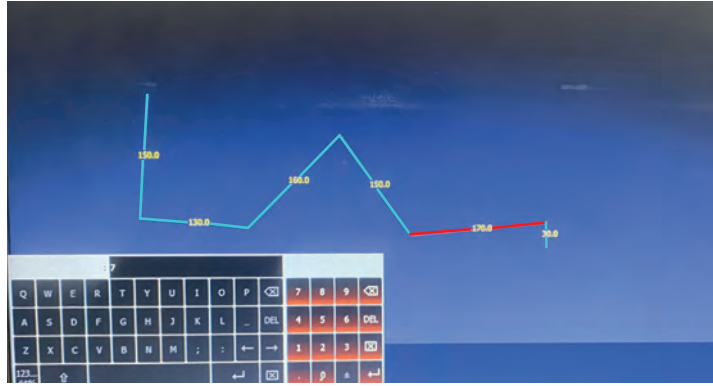 150.0
160.0
150.0
130.0
170.0
30.0
: 7
Q W E R T Y U I O P 7 8 9
A S D F G H J K L _ DEL 4 5 6 DEL
Z X C V B N M ; : ← → 1 2 3
123...
. 0 ±